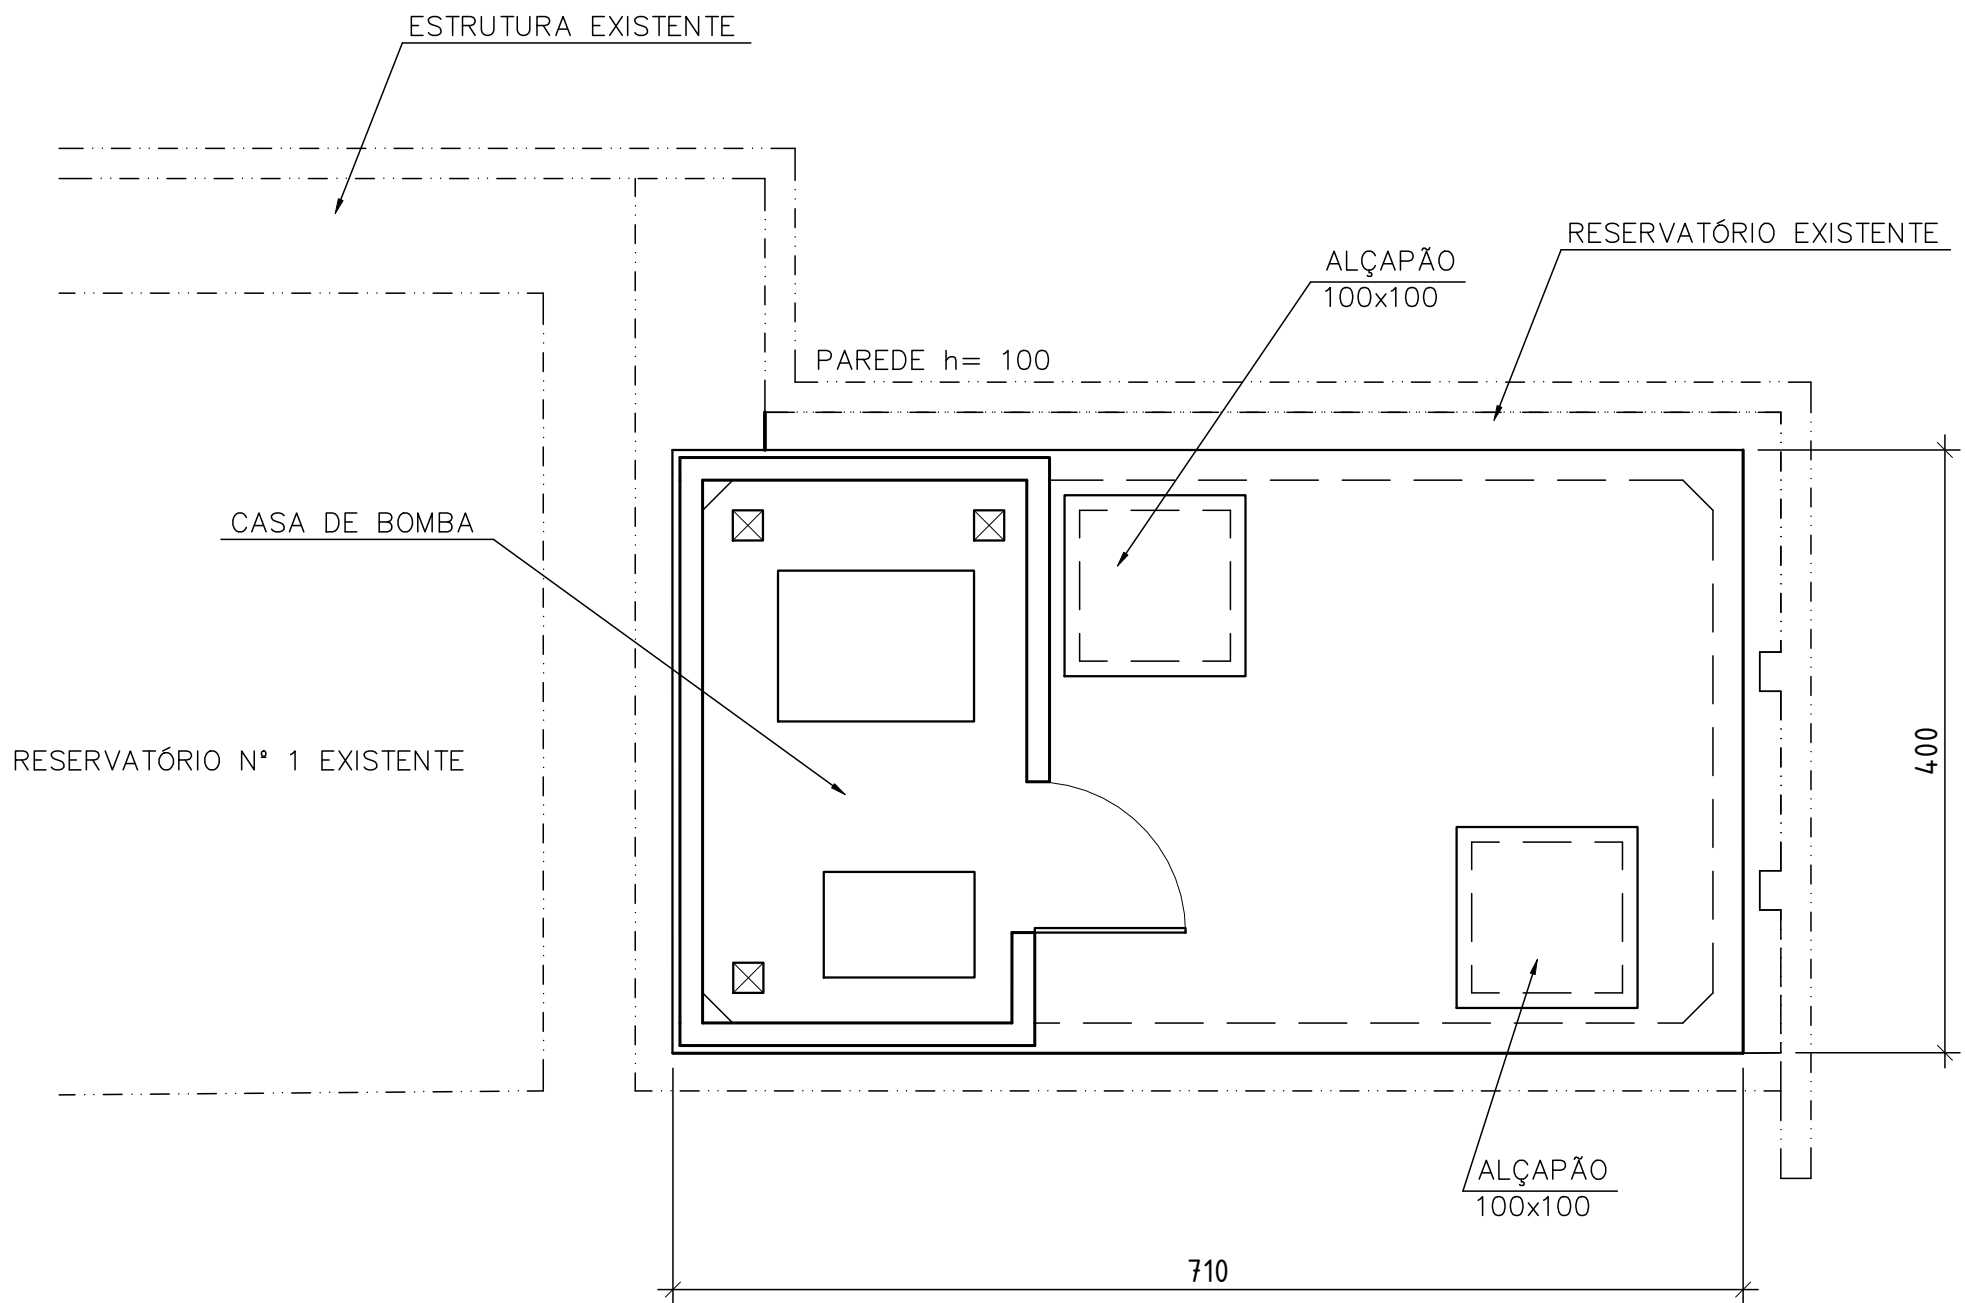 ESTRUTURA EXISTENTE
RESERVATÓRIO EXISTENTE
ALÇAPÃO
100x100
PAREDE h= 100
CASA DE BOMBA
RESERVATÓRIO Nº 1 EXISTENTE
400
ALÇAPÃO
100x100
710